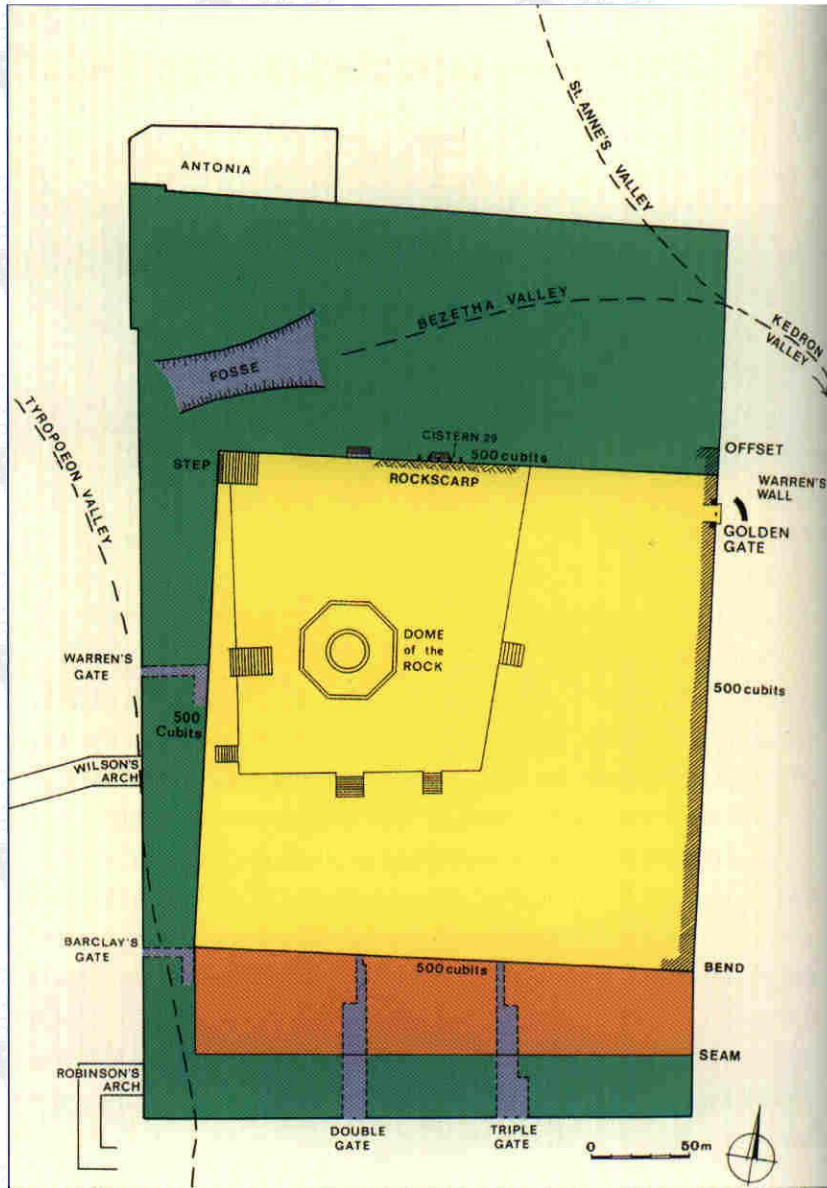 ANTONIA
St. ANNE'S
VALLEY
BEZETHA VALLEY
KEDRON
VALLEY
FOSSE
TYROPOEON VALLEY
CISTERN 29
500 cubits
STEP
ROCKSCARP
OFFSET
WARREN'S
WALL
GOLDEN
GATE
DOME
of the
ROCK
WARREN'S
GATE
500
Cubits
500 cubits
WILSON'S
ARCH
BARCLAY'S
GATE
500 cubits
BEND
SEAM
ROBINSON'S
ARCH
DOUBLE
GATE
TRIPLE
GATE
0 50m